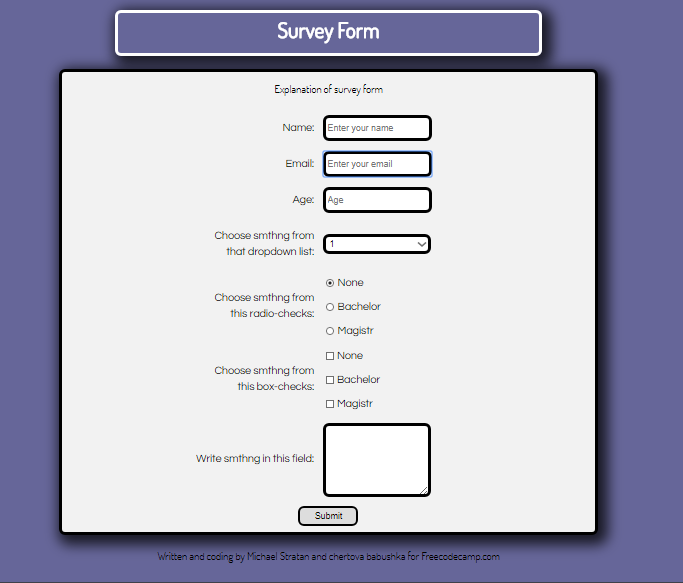 Survey Form
Explanation of survey form
Name: Enter your name
Email: Enter your email
Age: Age
Choose smthng from
that dropdown list: 1
None
Choose smthng from
this radio-checks:
Bachelor
Magistr
None
Choose smthng from
this box-checks:
Bachelor
Magistr
Write smthng in this field:
Submit
Written and coding by Michael Stratan and chertova babushka for Freecodecamp.com